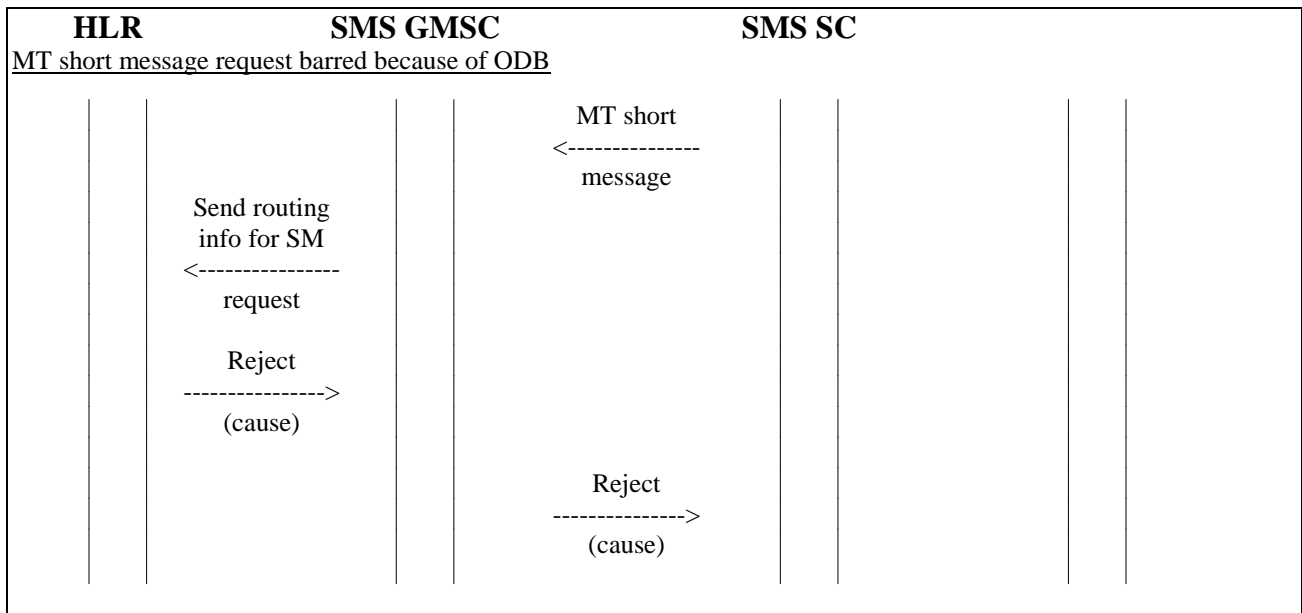 HLR SMS GMSC SMS SC
MT short message request barred because of ODB
MT short
<---------------
message
Send routing
info for SM
<----------------
request
Reject
---------------->
(cause)
Reject
--------------->
(cause)